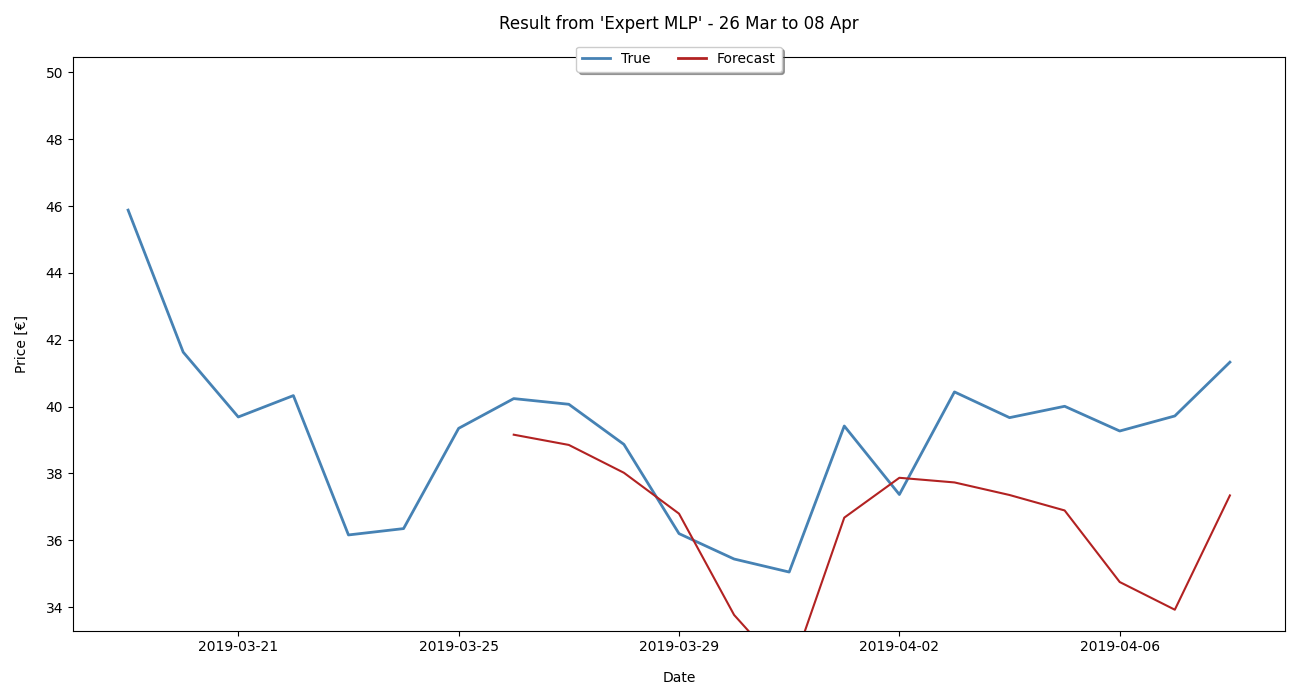 Result from 'Expert MLP' - 26 Mar to 08 Apr
True Forecast
50
48
46
44
42
40
38
36
34
Price [€]
2019-03-21 2019-03-25 2019-03-29 2019-04-02 2019-04-06
Date